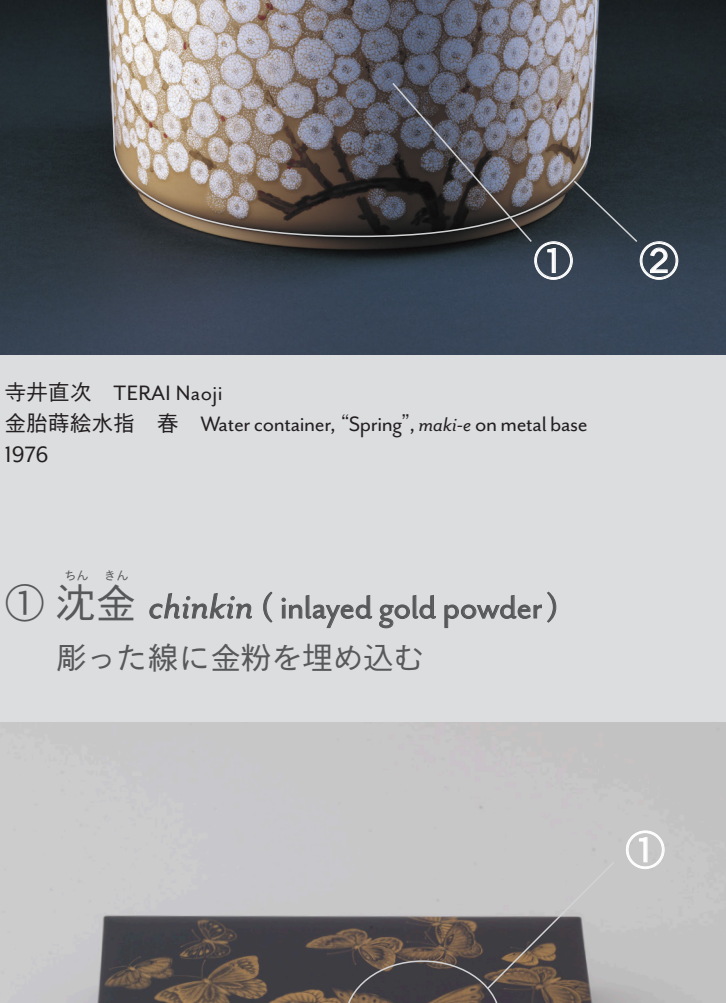 ① ②
寺井直次　TERAI Naoji
金胎蒔絵水指　春　Water container, “Spring”, maki-e on metal base
1976
ちん きん
① 沈金 chinkin ( inlayed gold powder )
彫った線に金粉を埋め込む
①